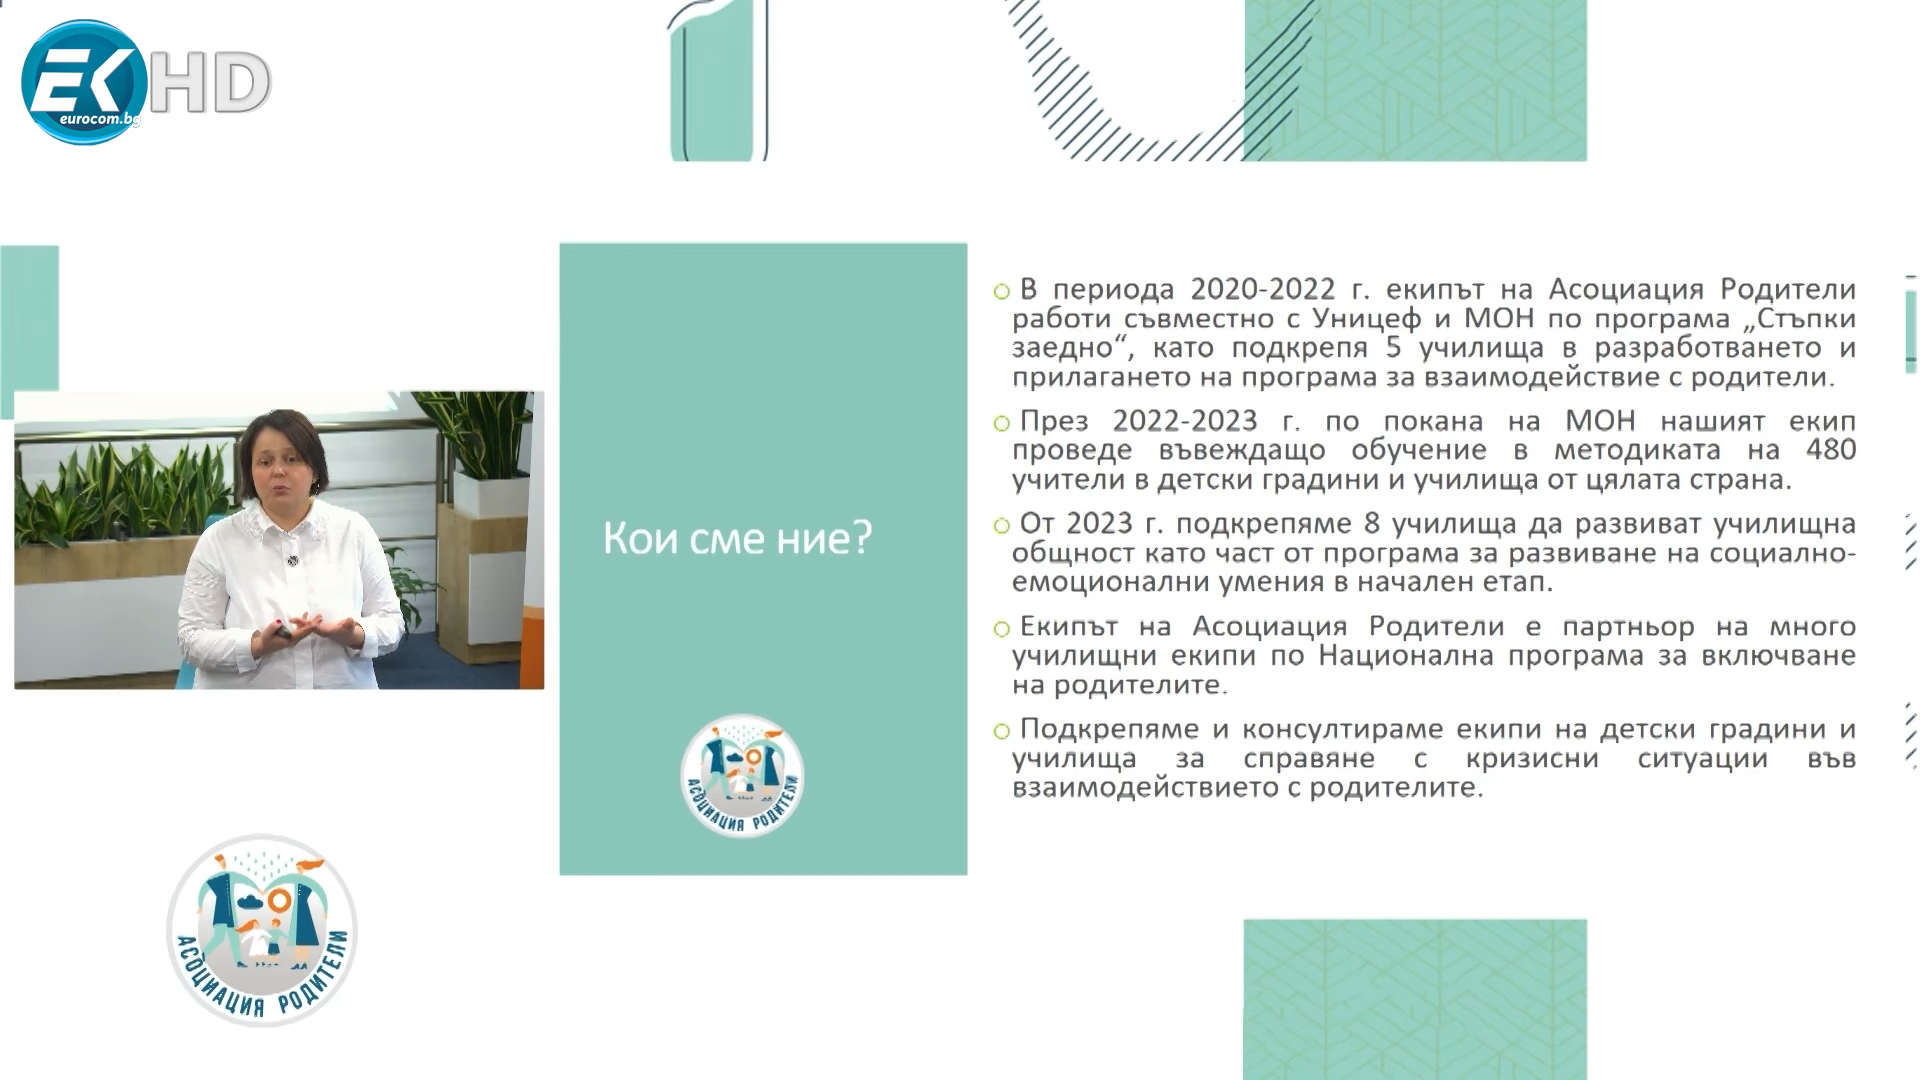 EK HD
eurocom.bg
Кои сме ние?
АСОЦИАЦИЯ РОДИТЕЛИ
В периода 2020-2022 г. екипът на Асоциация Родители
работи съвместно с Уницеф и МОН по програма „Стъпки
заедно“, като подкрепя 5 училища в разработването и
прилагането на програма за взаимодействие с родители.
През 2022-2023 г. по покана на МОН нашият екип
проведе въвеждащо обучение в методиката на 480
учители в детски градини и училища от цялата страна.
От 2023 г. подкрепяме 8 училища да развиват училищна
общност като част от програма за развиване на социално-
емоционални умения в начален етап.
Екипът на Асоциация Родители е партньор на много
училищни екипи по Национална програма за включване
на родителите.
Подкрепяме и консултираме екипи на детски градини и
училища за справяне с кризисни ситуации във
взаимодействието с родителите.
АСОЦИАЦИЯ РОДИТЕЛИ